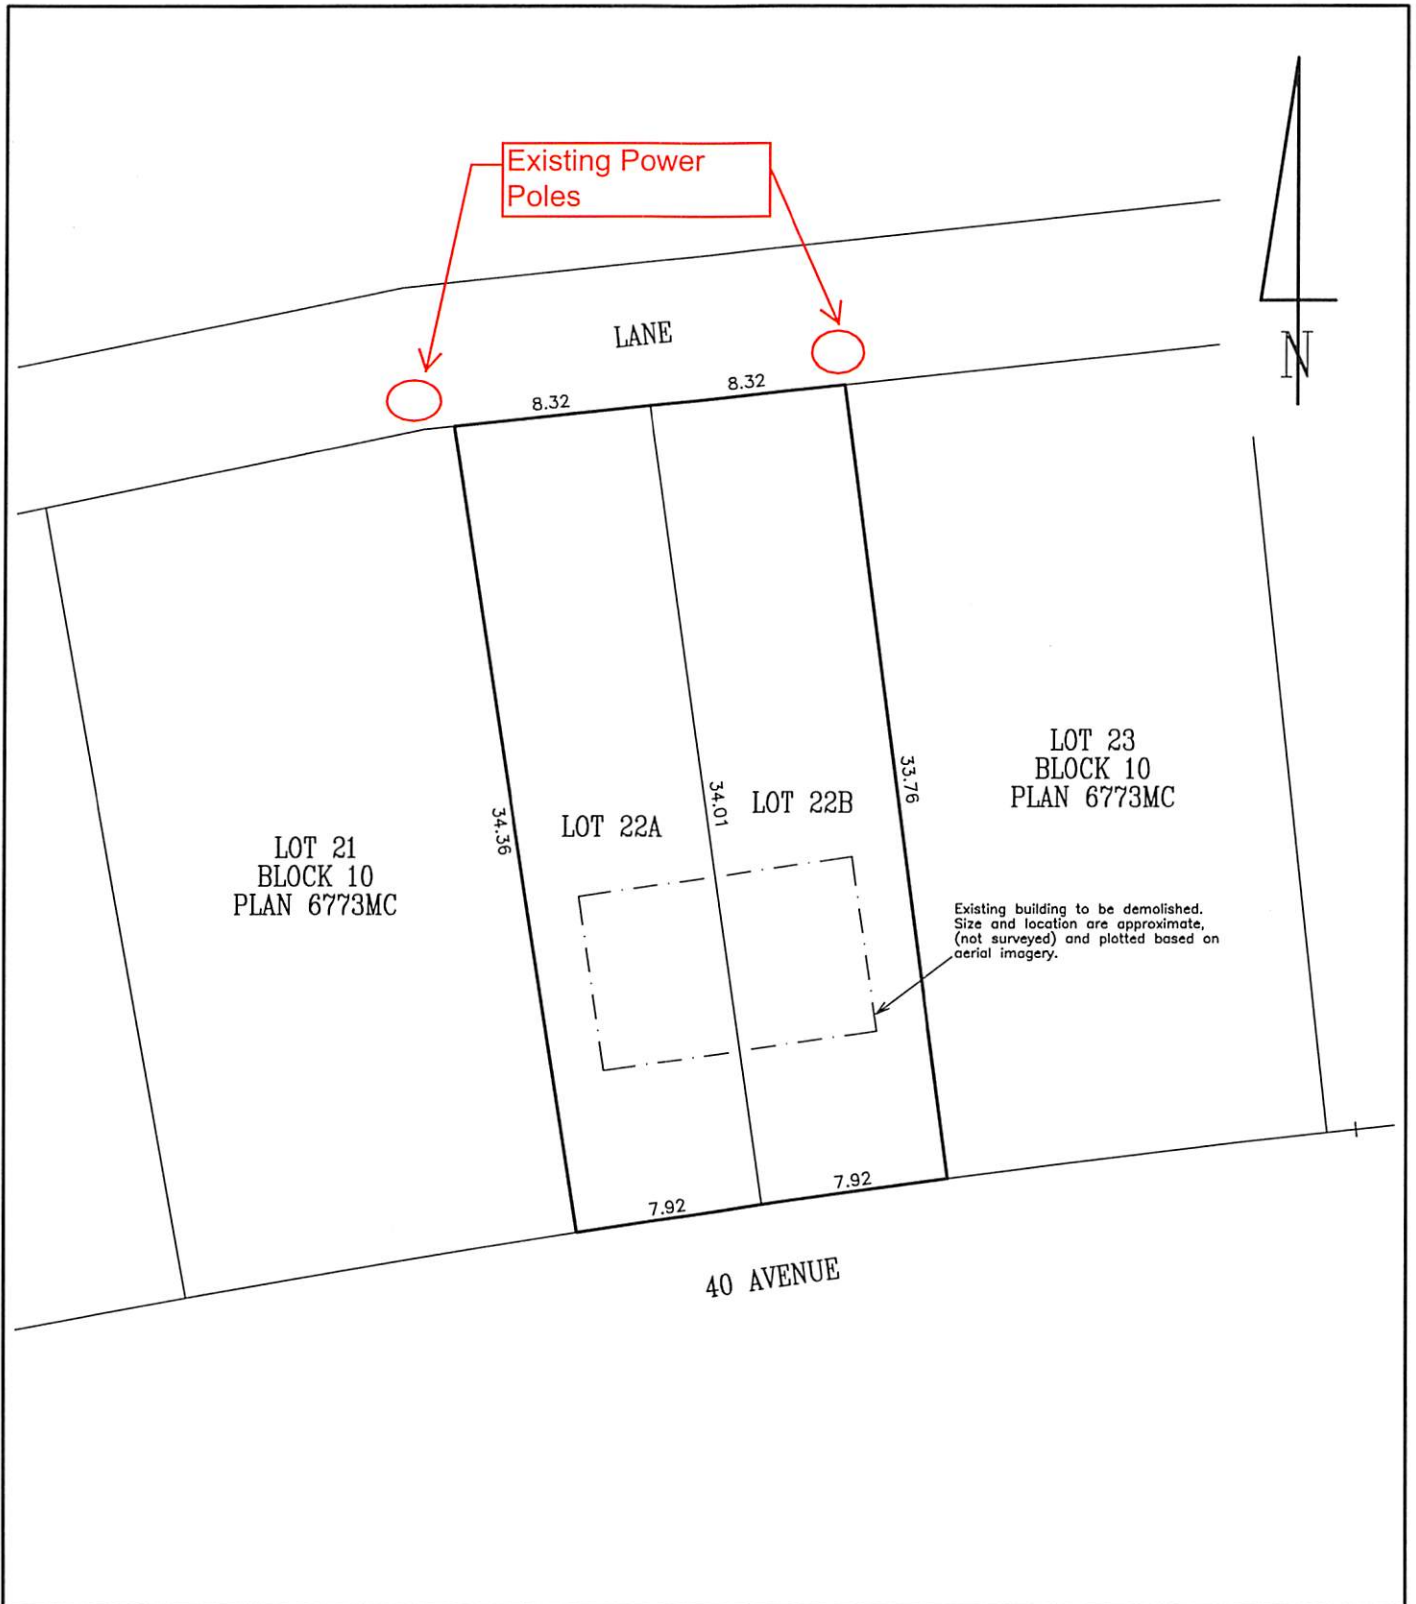 Existing Power
Poles
LANE
N
8.32
8.32
34.36
34.01
33.76
LOT 22A
LOT 22B
LOT 21
BLOCK 10
PLAN 6773MC
LOT 23
BLOCK 10
PLAN 6773MC
Existing building to be demolished.
Size and location are approximate,
(not surveyed) and plotted based on
aerial imagery.
7.92
7.92
40 AVENUE